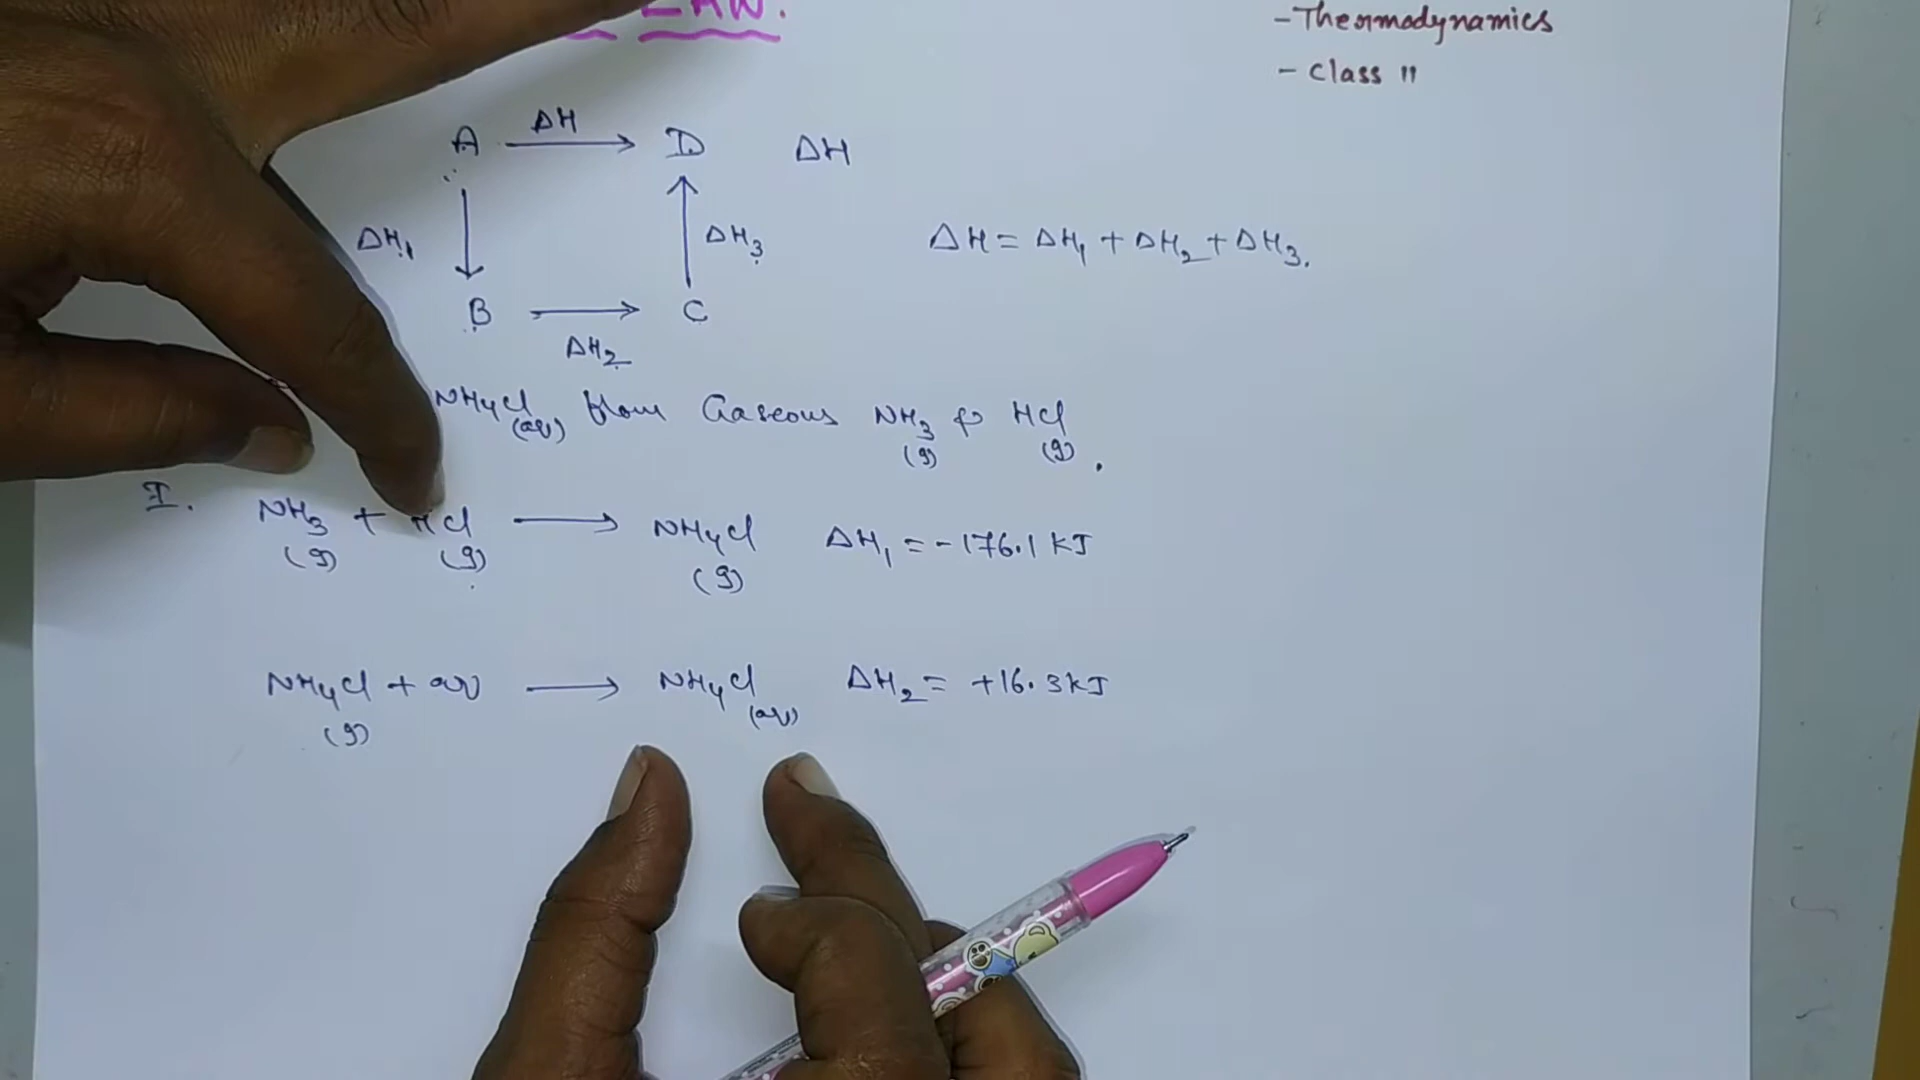 LAW.
- Thermodynamics
- Class 11
A ΔH → D ΔH
ΔH₁ ↓ ↑ ΔH₃ ΔH = ΔH₁ + ΔH₂ + ΔH₃.
B → C
ΔH₂
NH4Cl (aq) from Gaseous NH3 (g) & HCl (g).
I. NH3 (g) + HCl (g) → NH4Cl (g) ΔH₁ = -176.1 KJ
NH4Cl (g) + aq → NH4Cl (aq) ΔH₂ = +16.3 KJ